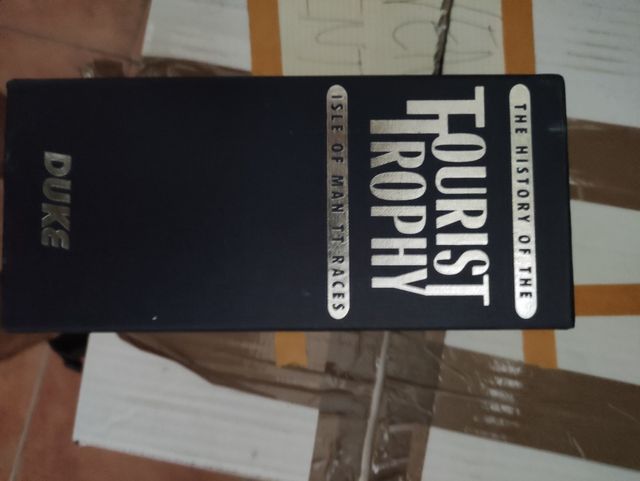 THE HISTORY OF THE
TOURIST
TROPHY
ISLE OF MAN TT RACES
DUKE